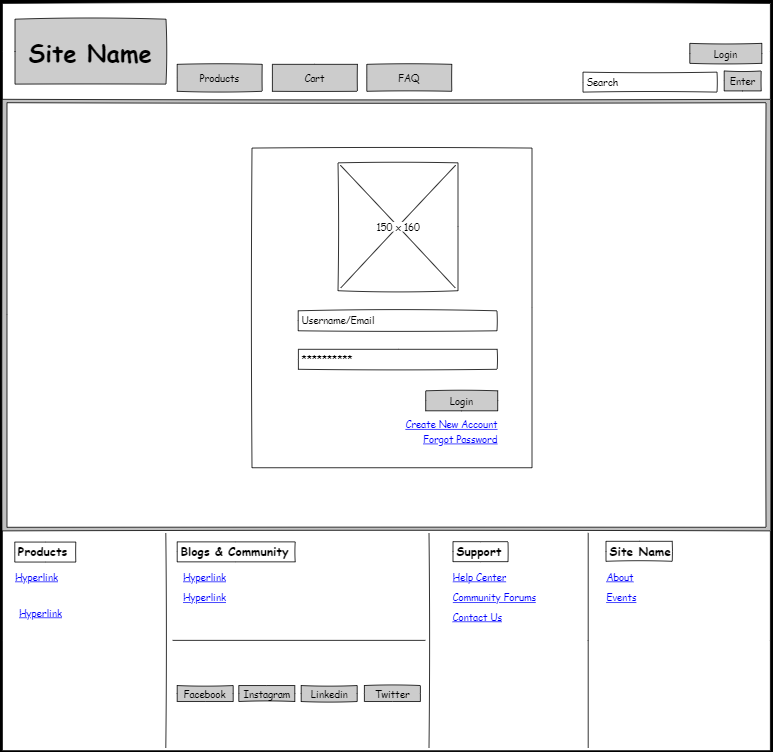 Site Name
Products
Cart
FAQ
Login
Search
Enter
150 x 160
Username/Email
**********
Login
Create New Account
Forgot Password
Products
Hyperlink
Hyperlink
Blogs & Community
Hyperlink
Hyperlink
Facebook
Instagram
Linkedin
Twitter
Support
Help Center
Community Forums
Contact Us
Site Name
About
Events